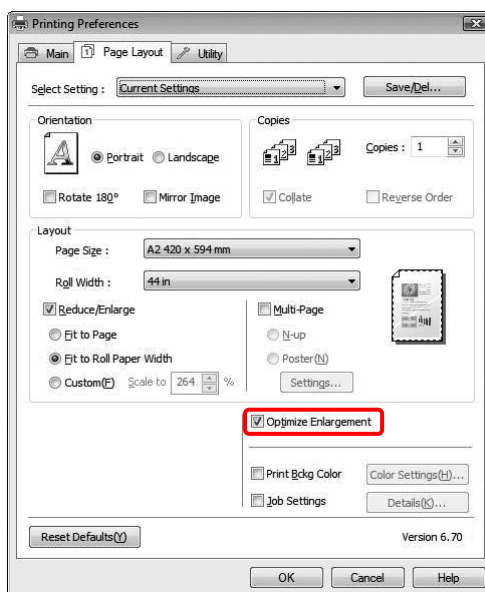 Printing Preferences
Main Page Layout Utility
Select Setting : Current Settings Save/Del...
Orientation
A
Portrait Landscape
Rotate 180° Mirror Image
Copies
Copies : 1
Collate Reverse Order
Layout
Page Size : A2 420 x 594 mm
Roll Width : 44 in
Reduce/Enlarge
Fit to Page
Fit to Roll Paper Width
Custom(F) Scale to 264 %
Multi-Page
N-up
Poster(N)
Settings...
Optimize Enlargement
Print Bckg Color Color Settings(H)...
Job Settings Details(K)...
Reset Defaults(Y) Version 6.70
OK Cancel Help